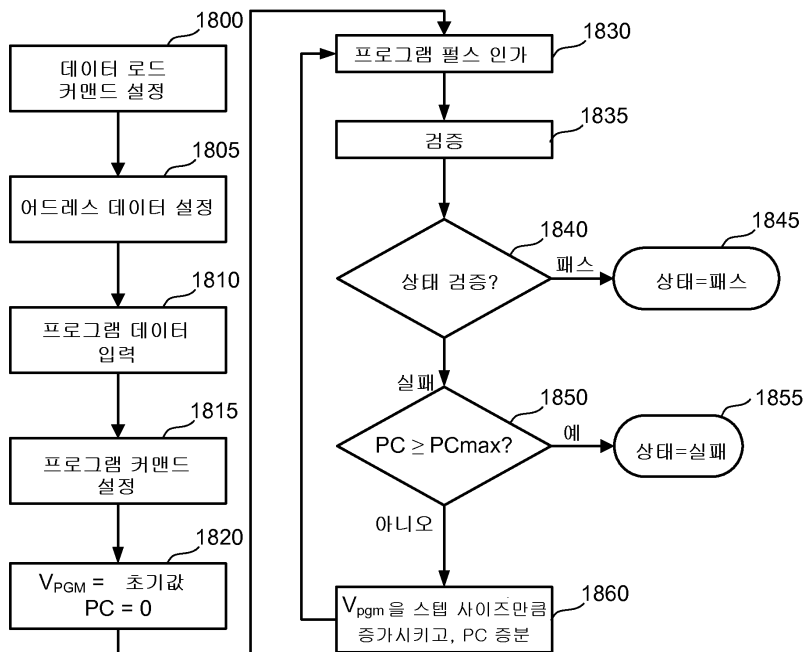 1800
데이터 로드
커맨드 설정
1805
어드레스 데이터 설정
1810
프로그램 데이터
입력
1815
프로그램 커맨드
설정
1820
VPGM = 초기값
PC = 0
1830
프로그램 펄스 인가
1835
검증
1840
상태 검증?
패스
1845
상태=패스
실패
1850
PC ≥ PCmax?
예
1855
상태=실패
아니오
1860
Vpgm을 스텝 사이즈만큼
증가시키고, PC 증분